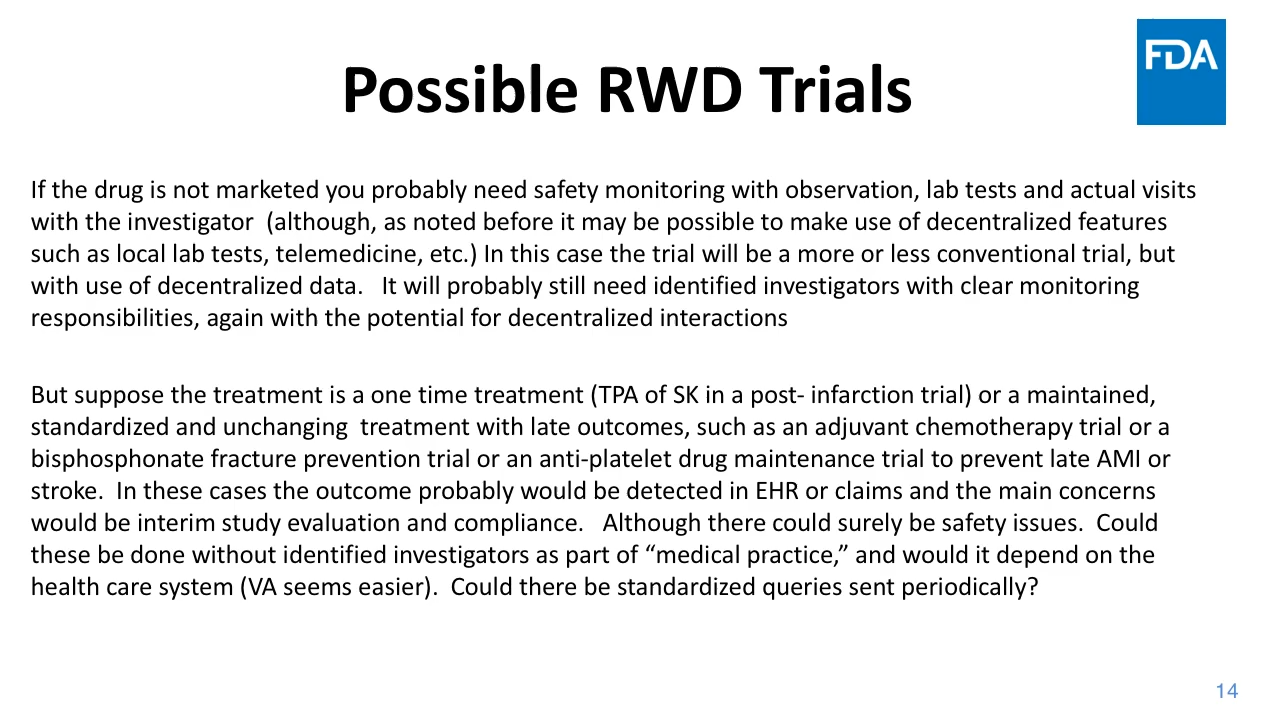 FDA
Possible RWD Trials
If the drug is not marketed you probably need safety monitoring with observation, lab tests and actual visits
with the investigator  (although, as noted before it may be possible to make use of decentralized features
such as local lab tests, telemedicine, etc.) In this case the trial will be a more or less conventional trial, but
with use of decentralized data.   It will probably still need identified investigators with clear monitoring
responsibilities, again with the potential for decentralized interactions
But suppose the treatment is a one time treatment (TPA of SK in a post- infarction trial) or a maintained,
standardized and unchanging  treatment with late outcomes, such as an adjuvant chemotherapy trial or a
bisphosphonate fracture prevention trial or an anti-platelet drug maintenance trial to prevent late AMI or
stroke.  In these cases the outcome probably would be detected in EHR or claims and the main concerns
would be interim study evaluation and compliance.   Although there could surely be safety issues.  Could
these be done without identified investigators as part of “medical practice,” and would it depend on the
health care system (VA seems easier).  Could there be standardized queries sent periodically?
14